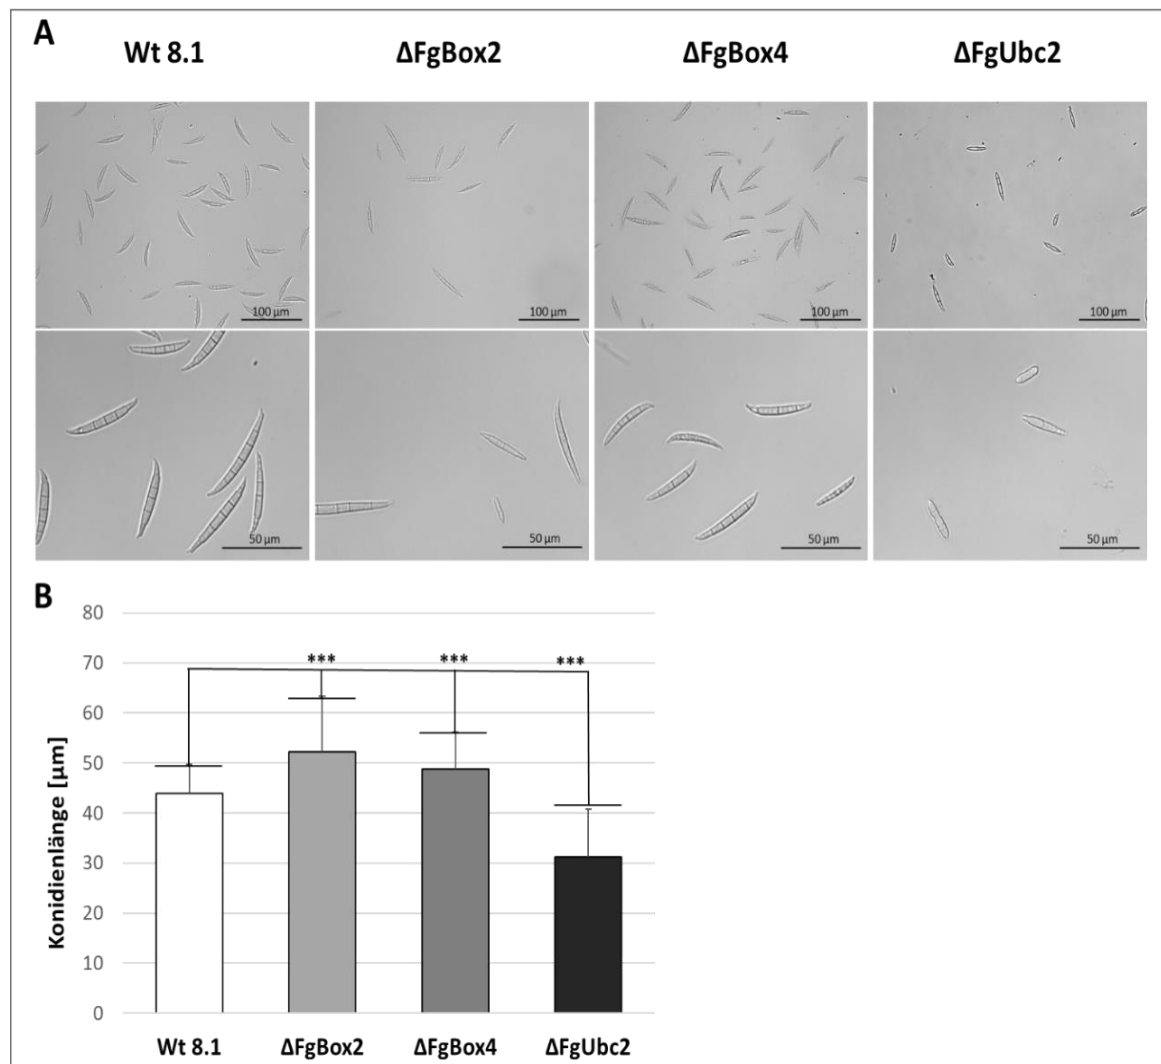 A
Wt 8.1 ΔFgBox2 ΔFgBox4 ΔFgUbc2
100 µm 100 µm 100 µm 100 µm
50 µm 50 µm 50 µm 50 µm
B
80
70
60
50
40
30
20
10
0
Konidienlänge [µm]
*** *** ***
Wt 8.1 ΔFgBox2 ΔFgBox4 ΔFgUbc2